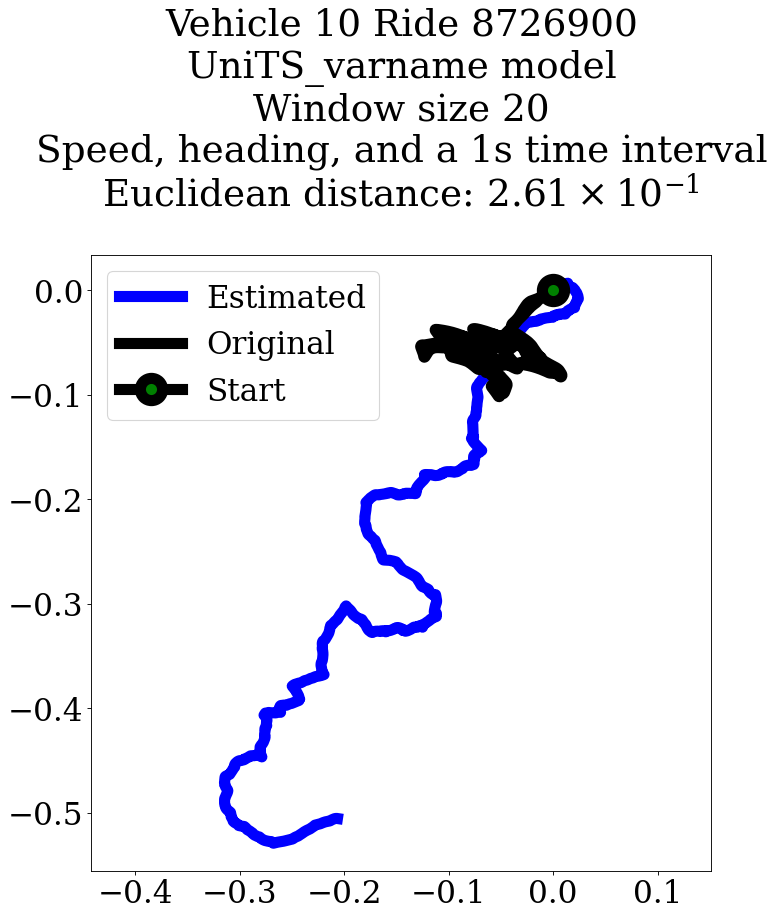 Vehicle 10 Ride 8726900
UniTS_varname model
Window size 20
Speed, heading, and a 1s time interval
Euclidean distance: 2.61 × 10⁻¹
Estimated
Original
Start
0.0
−0.1
−0.2
−0.3
−0.4
−0.5
−0.4 −0.3 −0.2 −0.1 0.0 0.1